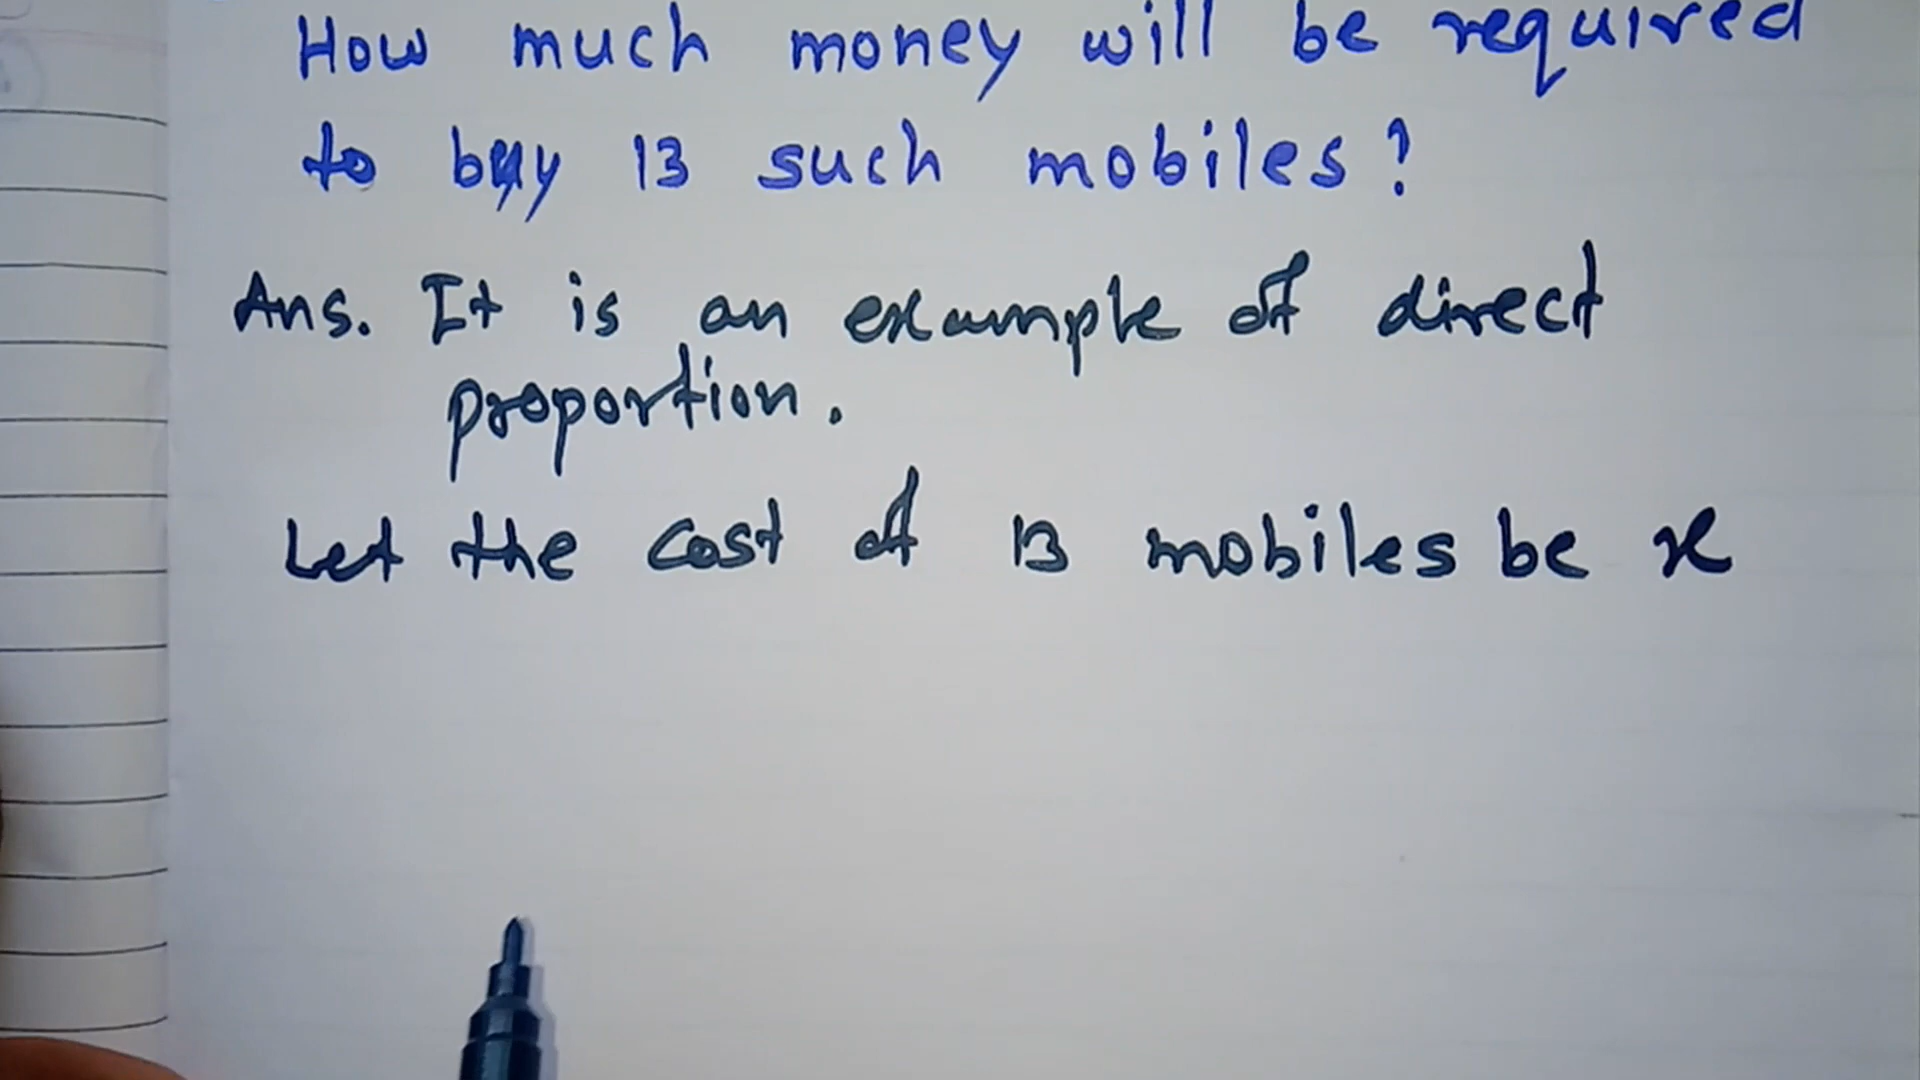 How much money will be required
to buy 13 such mobiles?
Ans. It is an example of direct
proportion.
Let the cost of 13 mobiles be x